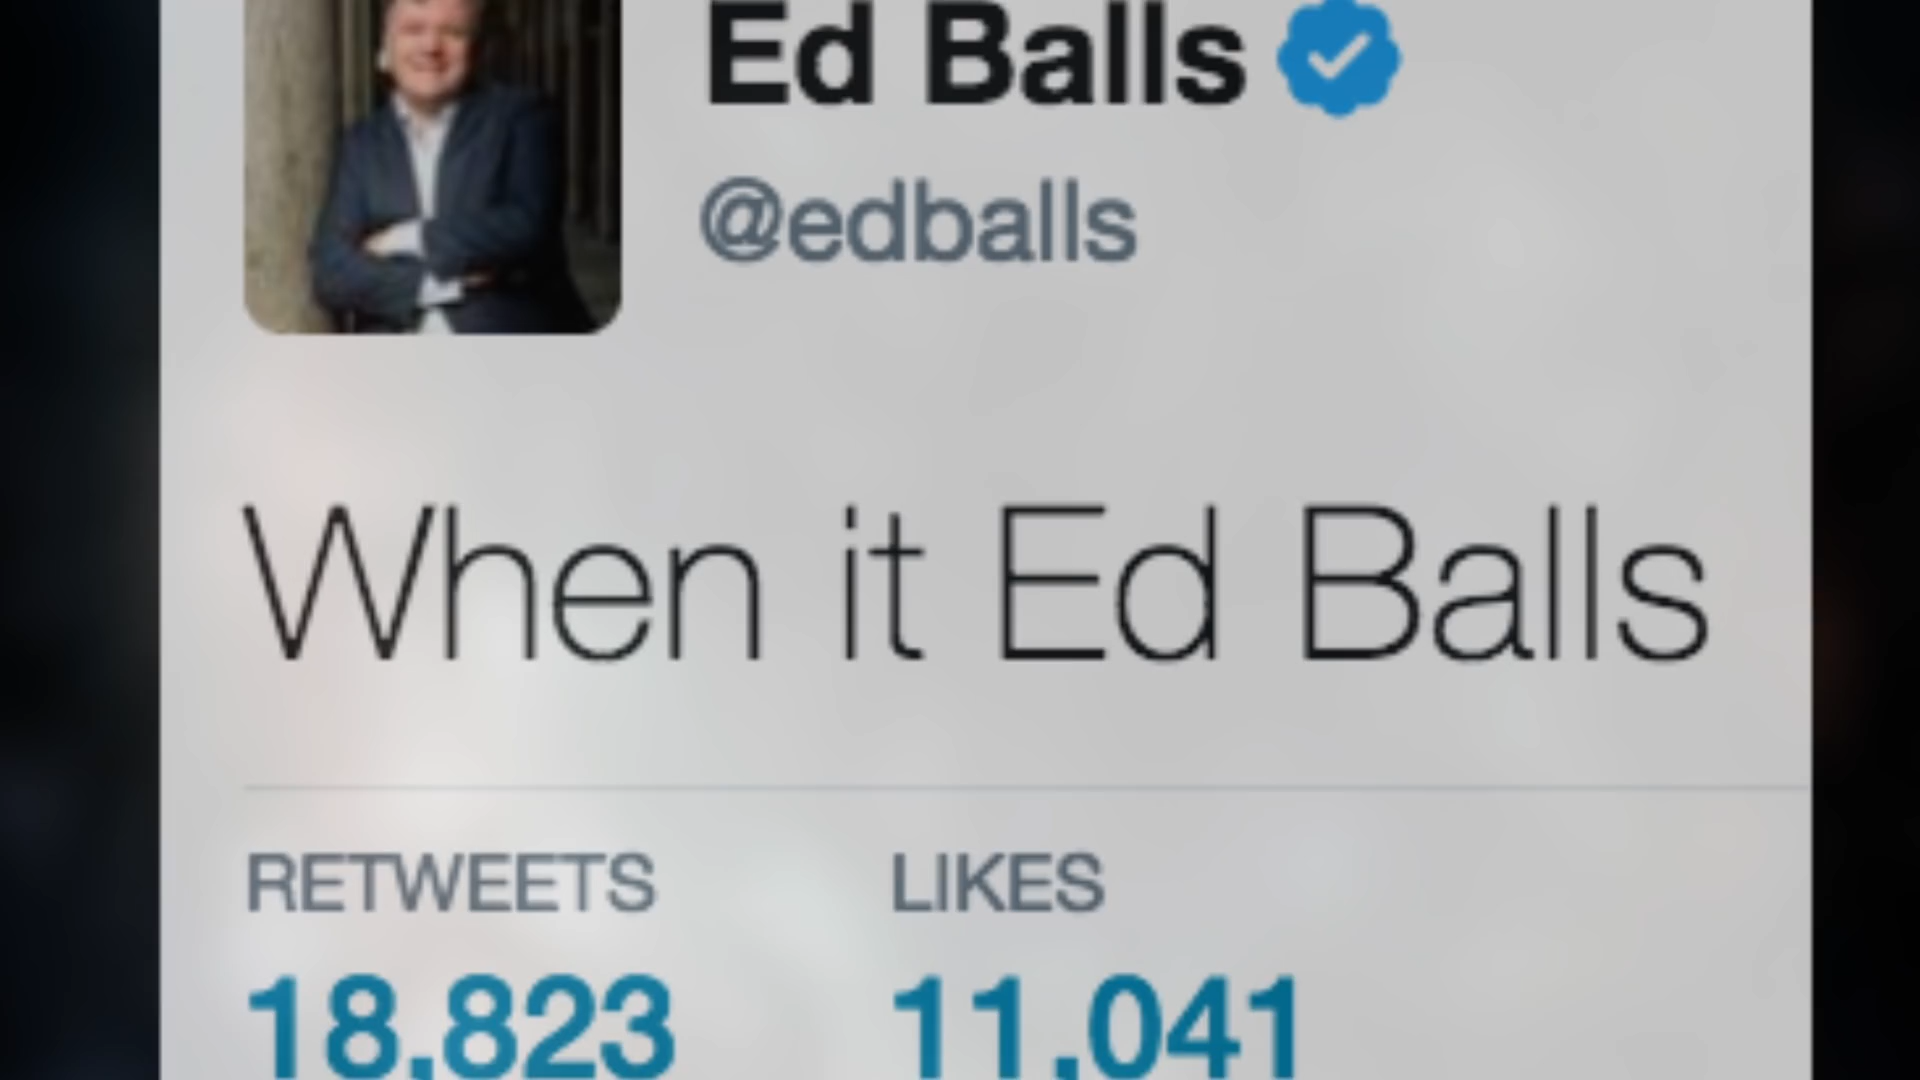 Ed Balls
@edballs
When it Ed Balls
RETWEETS LIKES
18,823 11,041